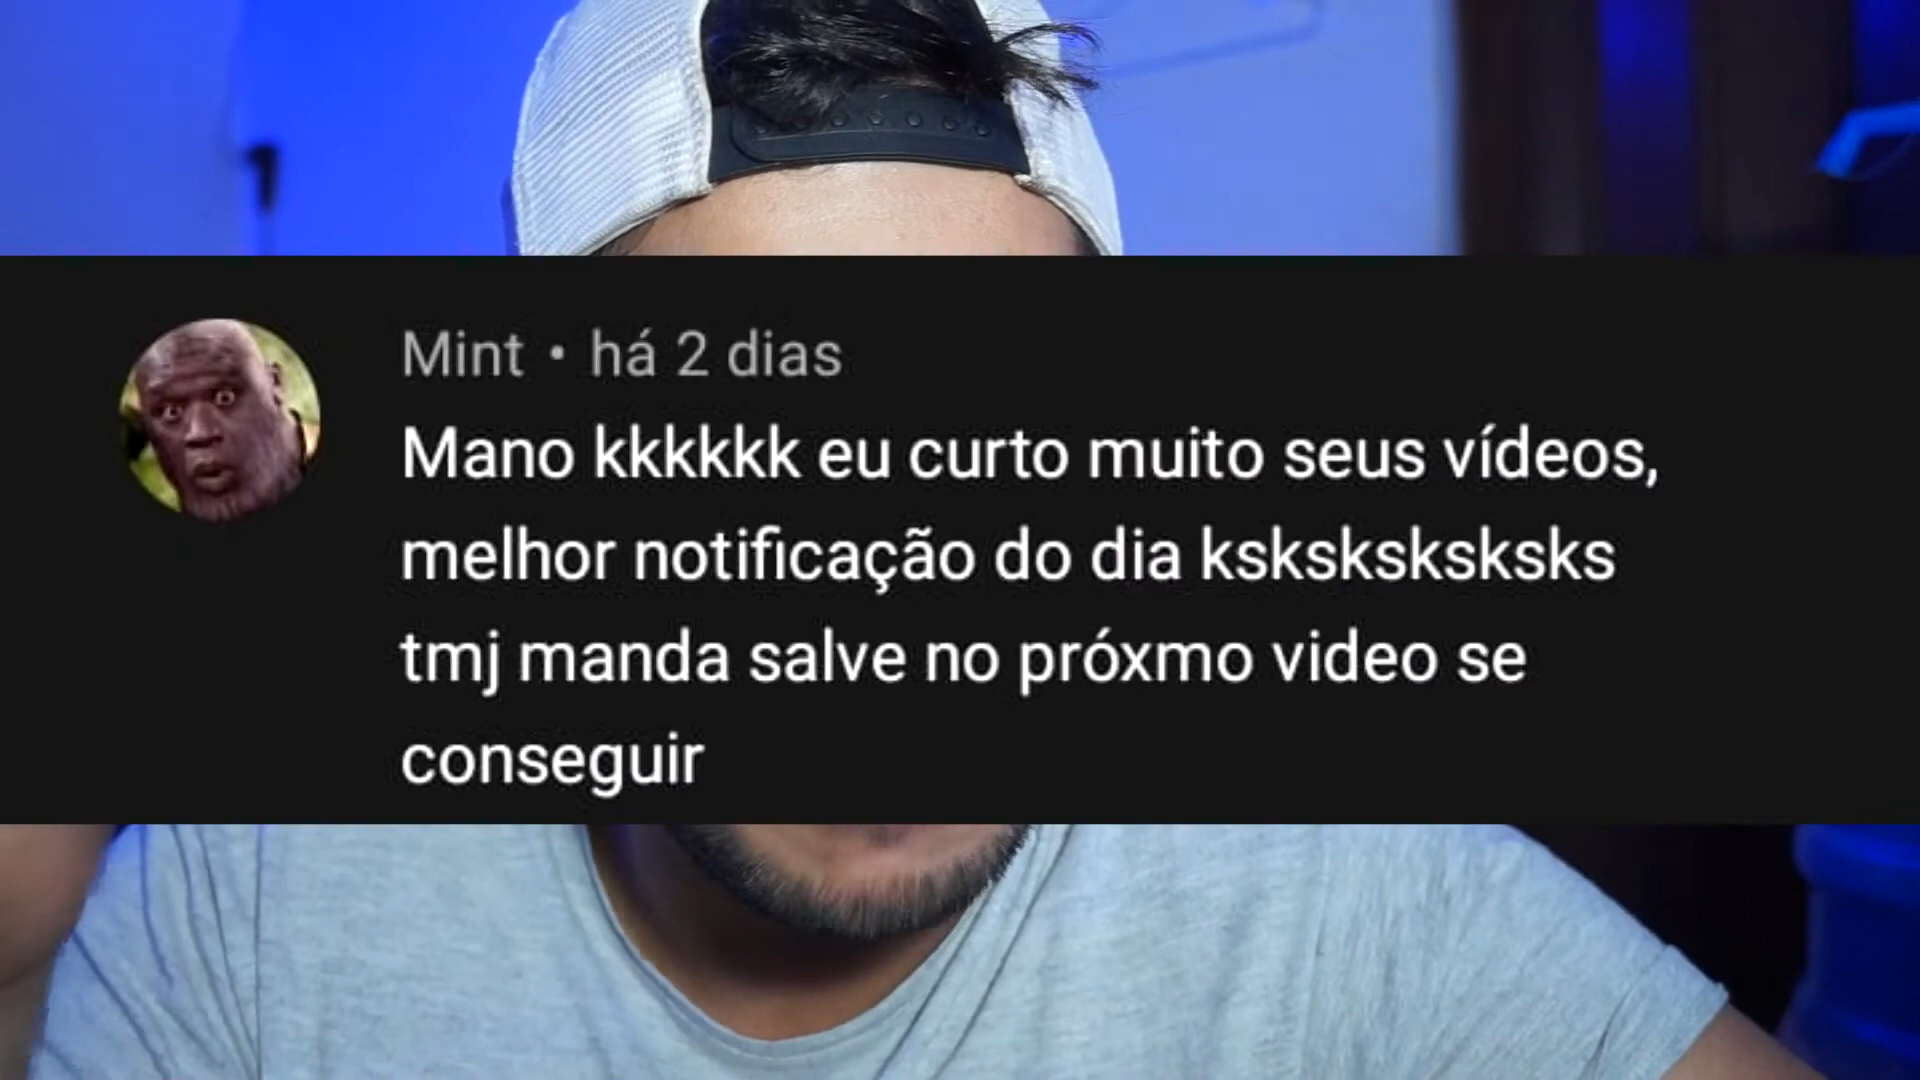 Mint • há 2 dias
Mano kkkkkk eu curto muito seus vídeos,
melhor notificação do dia ksksksksksks
tmj manda salve no próxmo video se
conseguir